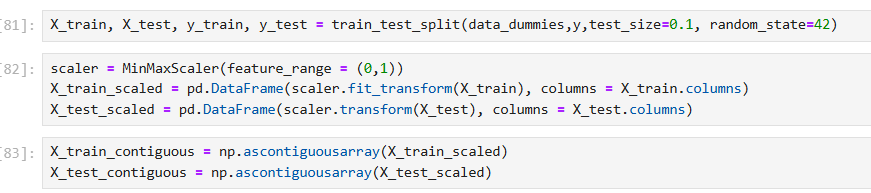 [81]: X_train, X_test, y_train, y_test = train_test_split(data_dummies,y,test_size=0.1, random_state=42)
[82]: scaler = MinMaxScaler(feature_range = (0,1))
X_train_scaled = pd.DataFrame(scaler.fit_transform(X_train), columns = X_train.columns)
X_test_scaled = pd.DataFrame(scaler.transform(X_test), columns = X_test.columns)
[83]: X_train_contiguous = np.ascontiguousarray(X_train_scaled)
X_test_contiguous = np.ascontiguousarray(X_test_scaled)